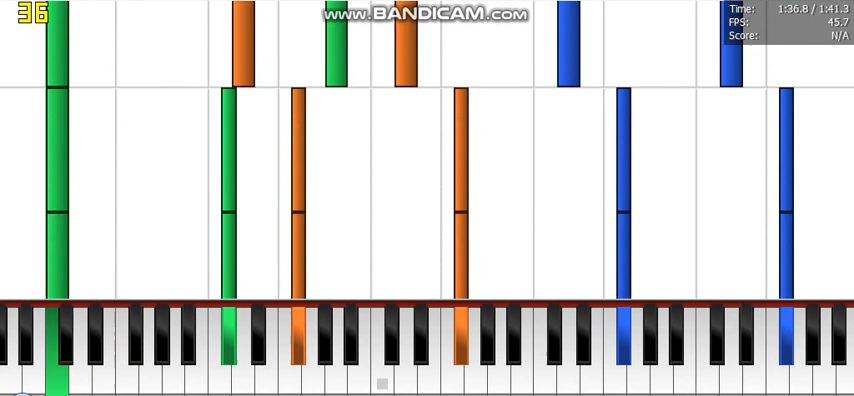 36
www.BANDICAM.com
Time: 1:36.8 / 1:41.3
FPS: 45.7
Score: N/A